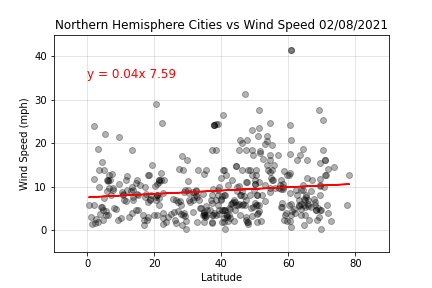 Northern Hemisphere Cities vs Wind Speed 02/08/2021
y = 0.04x 7.59
Wind Speed (mph)
40
30
20
10
0
0 20 40 60 80
Latitude